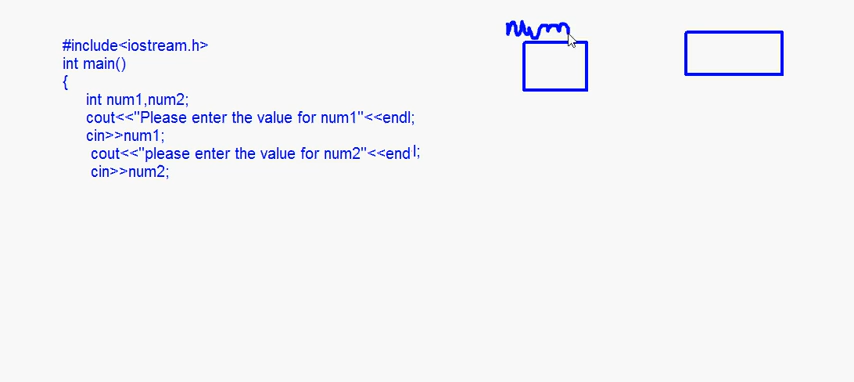 #include<iostream.h>
int main()
{
int num1,num2;
cout<<"Please enter the value for num1"<<endl;
cin>>num1;
cout<<"please enter the value for num2"<<endl;
cin>>num2;
num